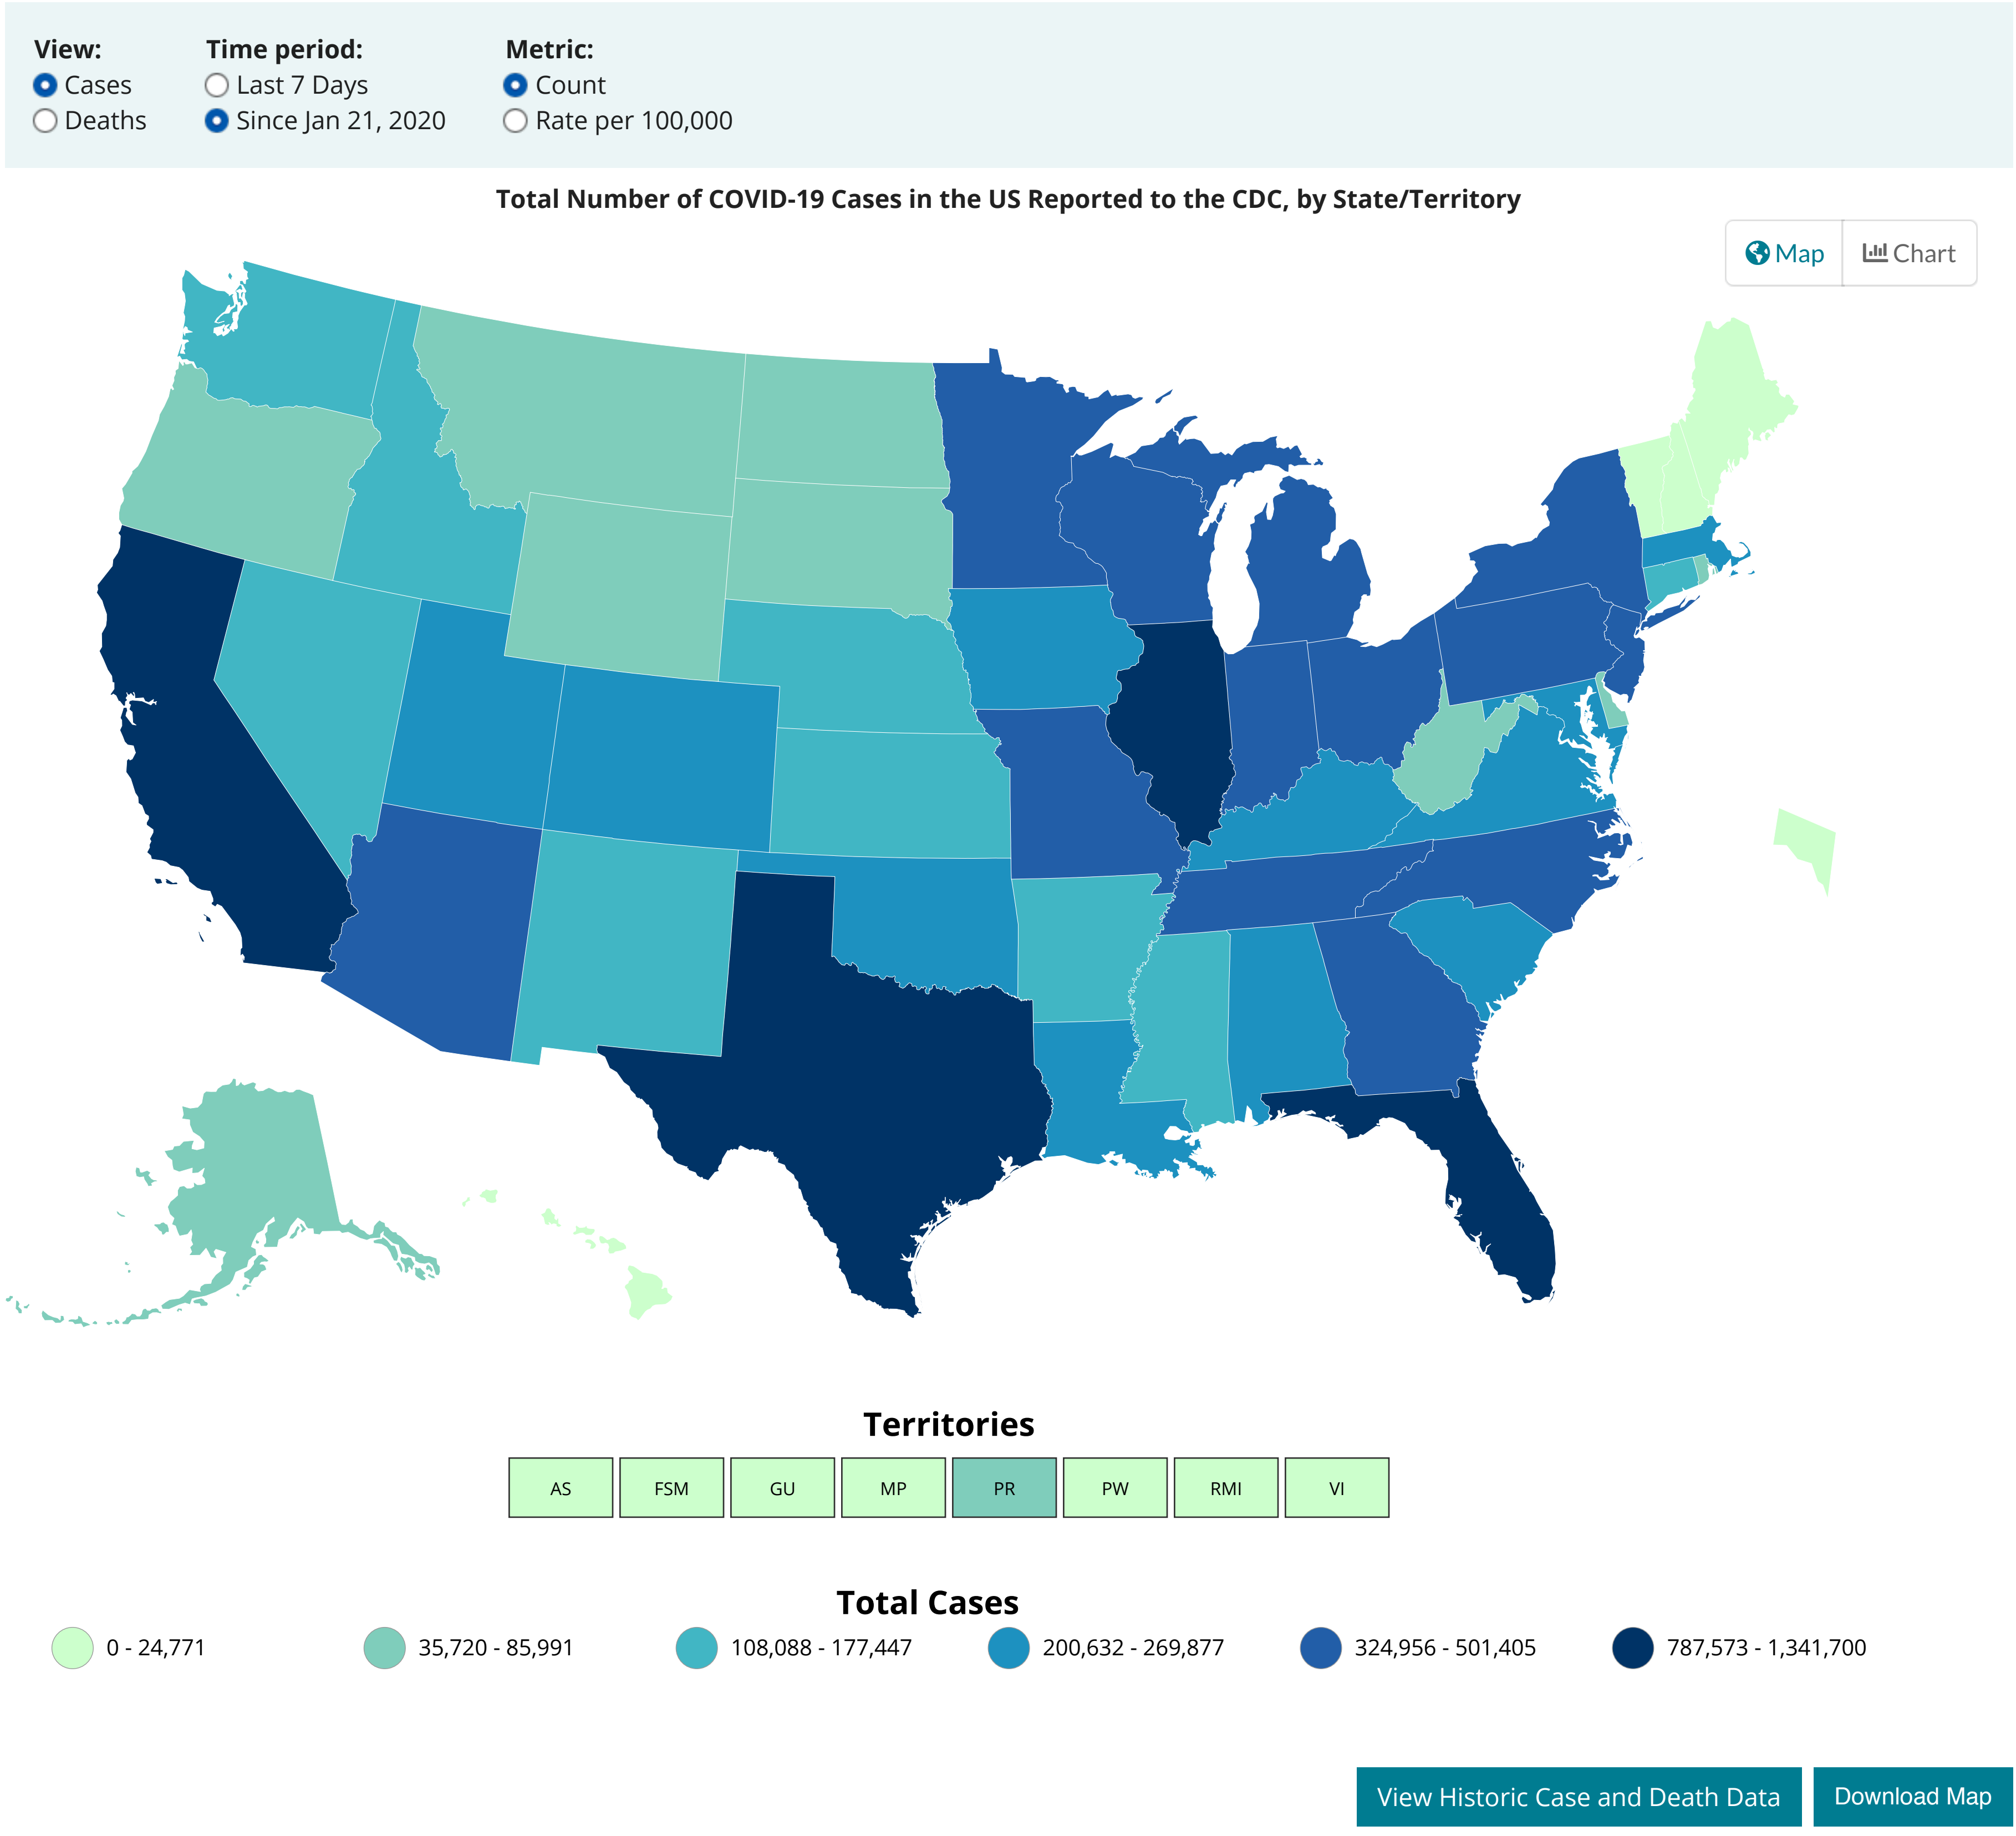 View:
Cases
Deaths
Time period:
Last 7 Days
Since Jan 21, 2020
Metric:
Count
Rate per 100,000
Total Number of COVID-19 Cases in the US Reported to the CDC, by State/Territory
Map
Chart
Territories
AS
FSM
GU
MP
PR
PW
RMI
VI
Total Cases
0 - 24,771
35,720 - 85,991
108,088 - 177,447
200,632 - 269,877
324,956 - 501,405
787,573 - 1,341,700
View Historic Case and Death Data
Download Map